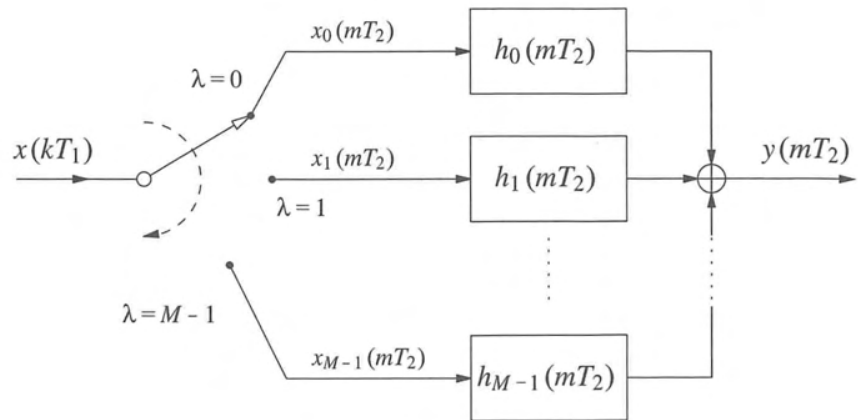 x₀(mT₂)
h₀(mT₂)
λ=0
x(kT₁)
x₁(mT₂)
h₁(mT₂)
y(mT₂)
λ=1
λ=M-1
x_{M-1}(mT₂)
h_{M-1}(mT₂)